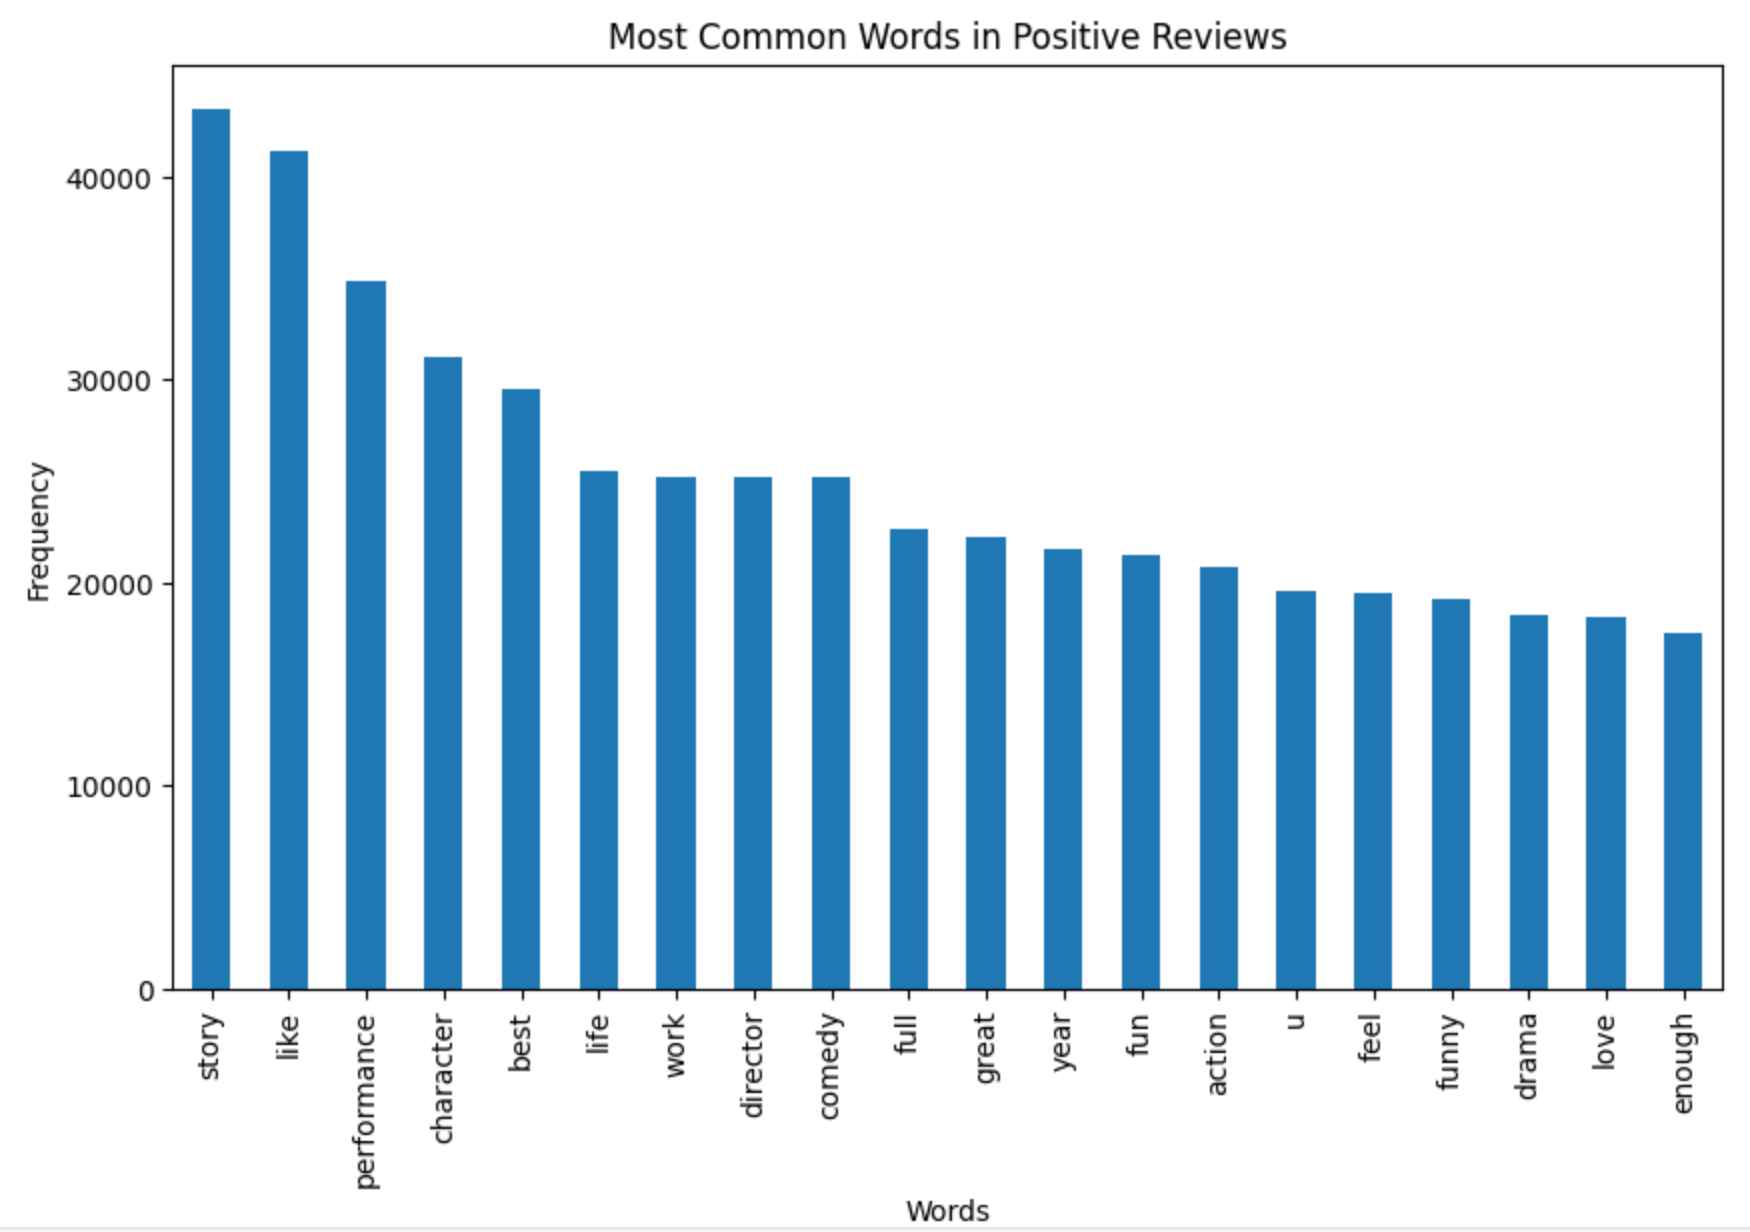 Most Common Words in Positive Reviews
Frequency
40000
30000
20000
10000
0
story
like
performance
character
best
life
work
director
comedy
full
great
year
fun
action
u
feel
funny
drama
love
enough
Words